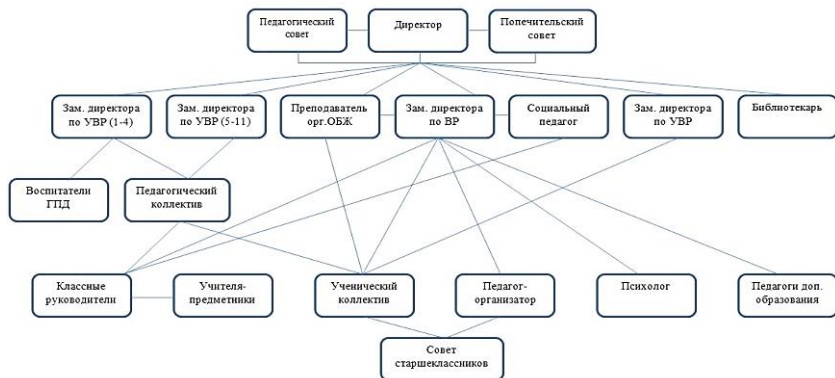 Педагогический
совет
Директор
Попечительский
совет
Зам. директора
по УВР (1-4)
Зам. директора
по УВР (5-11)
Преподаватель
орг.ОБЖ
Зам. директора
по ВР
Социальный
педагог
Зам. директора
по УВР
Библиотекарь
Воспитатели
ГПД
Педагогический
коллектив
Классные
руководители
Учителя-
предметники
Ученический
коллектив
Педагог-
организатор
Психолог
Педагоги доп.
образования
Совет
старшеклассников